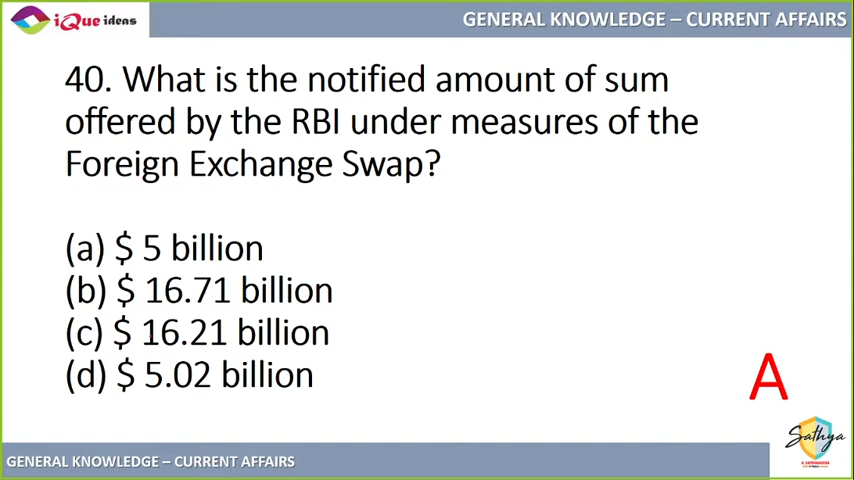 iQue ideas
GENERAL KNOWLEDGE – CURRENT AFFAIRS
40. What is the notified amount of sum
offered by the RBI under measures of the
Foreign Exchange Swap?
(a) $ 5 billion
(b) $ 16.71 billion
(c) $ 16.21 billion
(d) $ 5.02 billion
A
Sathya
GENERAL KNOWLEDGE – CURRENT AFFAIRS